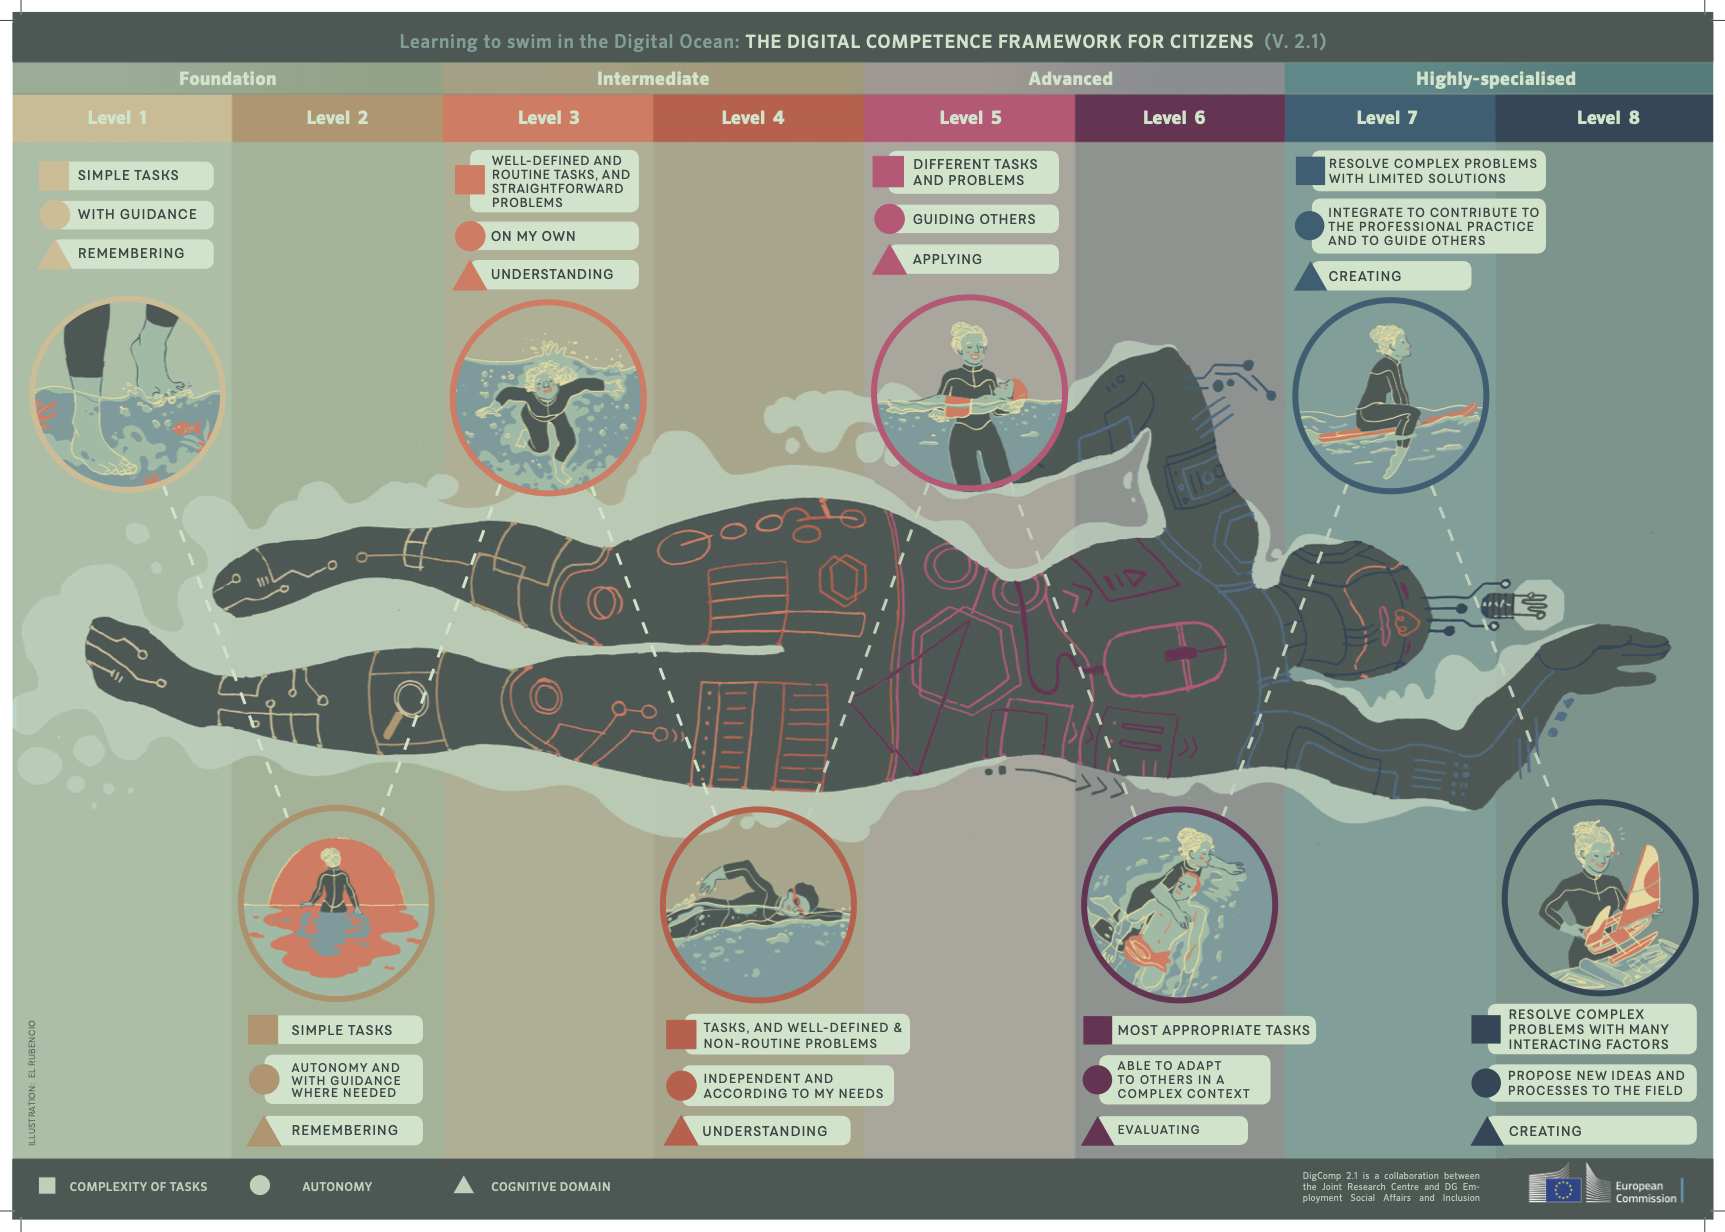 Learning to swim in the Digital Ocean: THE DIGITAL COMPETENCE FRAMEWORK FOR CITIZENS (V. 2.1)
Foundation
Intermediate
Advanced
Highly-specialised
Level 1
Level 2
Level 3
Level 4
Level 5
Level 6
Level 7
Level 8
SIMPLE TASKS
WITH GUIDANCE
REMEMBERING
WELL-DEFINED AND
ROUTINE TASKS, AND
STRAIGHTFORWARD
PROBLEMS
ON MY OWN
UNDERSTANDING
DIFFERENT TASKS
AND PROBLEMS
GUIDING OTHERS
APPLYING
RESOLVE COMPLEX PROBLEMS
WITH LIMITED SOLUTIONS
INTEGRATE TO CONTRIBUTE TO
THE PROFESSIONAL PRACTICE
AND TO GUIDE OTHERS
CREATING
SIMPLE TASKS
AUTONOMY AND
WITH GUIDANCE
WHERE NEEDED
REMEMBERING
TASKS, AND WELL-DEFINED &
NON-ROUTINE PROBLEMS
INDEPENDENT AND
ACCORDING TO MY NEEDS
UNDERSTANDING
MOST APPROPRIATE TASKS
ABLE TO ADAPT
TO OTHERS IN A
COMPLEX CONTEXT
EVALUATING
RESOLVE COMPLEX
PROBLEMS WITH MANY
INTERACTING FACTORS
PROPOSE NEW IDEAS AND
PROCESSES TO THE FIELD
CREATING
ILLUSTRATION: EL RUBENCIO
COMPLEXITY OF TASKS
AUTONOMY
COGNITIVE DOMAIN
DigComp 2.1 is a collaboration between
the Joint Research Centre and DG Em-
ployment Social Affairs and Inclusion
European
Commission